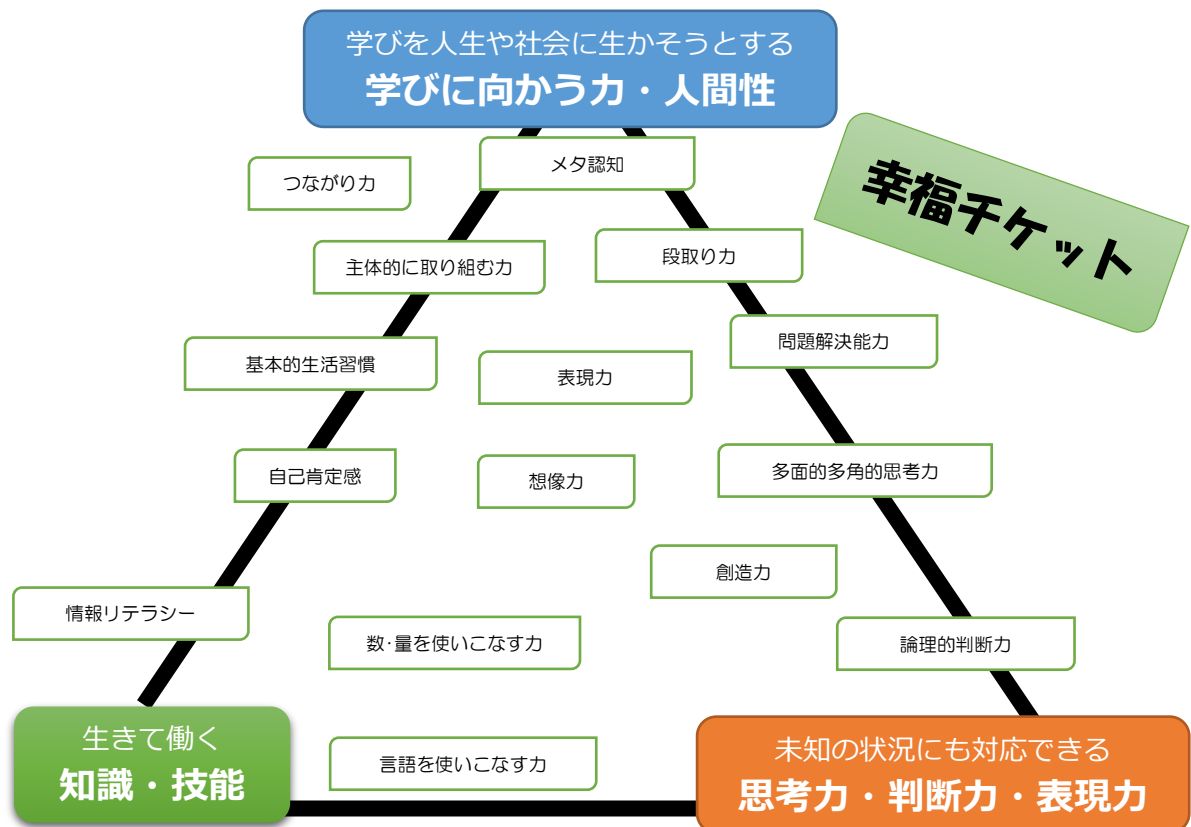 学びを人生や社会に生かそうとする
学びに向かう力・人間性
幸福チケット
メタ認知
つながり力
主体的に取り組む力
段取り力
問題解決能力
基本的生活習慣
表現力
自己肯定感
想像力
多面的多角的思考力
創造力
情報リテラシー
数・量を使いこなす力
論理的判断力
生きて働く
知識・技能
言語を使いこなす力
未知の状況にも対応できる
思考力・判断力・表現力